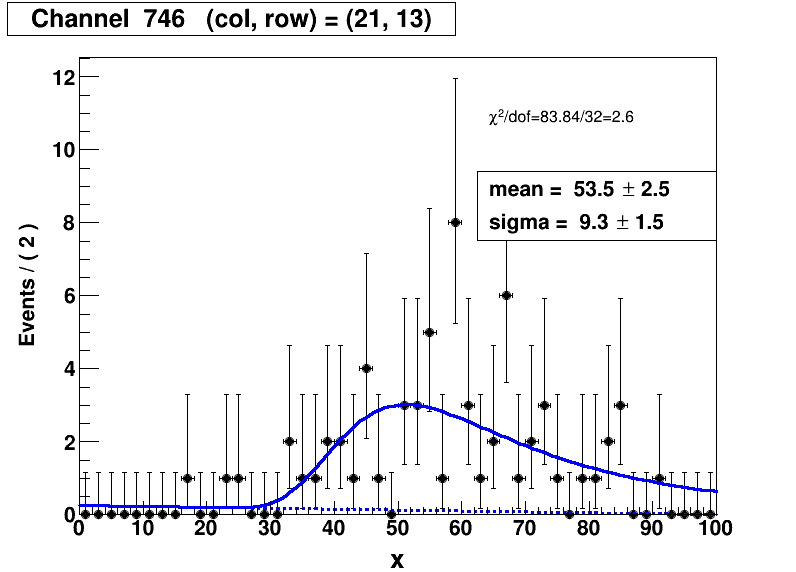 Channel 746 (col, row) = (21, 13)
χ²/dof=83.84/32=2.6
mean = 53.5 ± 2.5
sigma = 9.3 ± 1.5
Events / ( 2 )
12
10
8
6
4
2
0
0 10 20 30 40 50 60 70 80 90 100
x